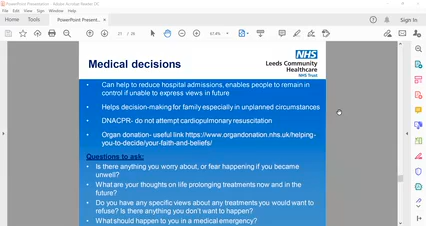 PowerPoint Presentation - Adobe Acrobat Reader DC
File Edit View Sign Window Help
Home Tools PowerPoint Present... × Sign In
21 / 28 57.4%
Medical decisions
NHS
Leeds Community
Healthcare
NHS Trust
• Can help to reduce hospital admissions, enables people to remain in
control if unable to express views in future
• Helps decision-making for family especially in unplanned circumstances
• DNACPR- do not attempt cardiopulmonary resuscitation
• Organ donation- useful link https://www.organdonation.nhs.uk/helping-
you-to-decide/your-faith-and-beliefs/
Questions to ask:
• Is there anything you worry about, or fear happening if you became
unwell?
• What are your thoughts on life prolonging treatments now and in the
future?
• Do you have any specific views about any treatments you would want to
refuse? Is there anything you don't want to happen?
• What should happen to you in a medical emergency?